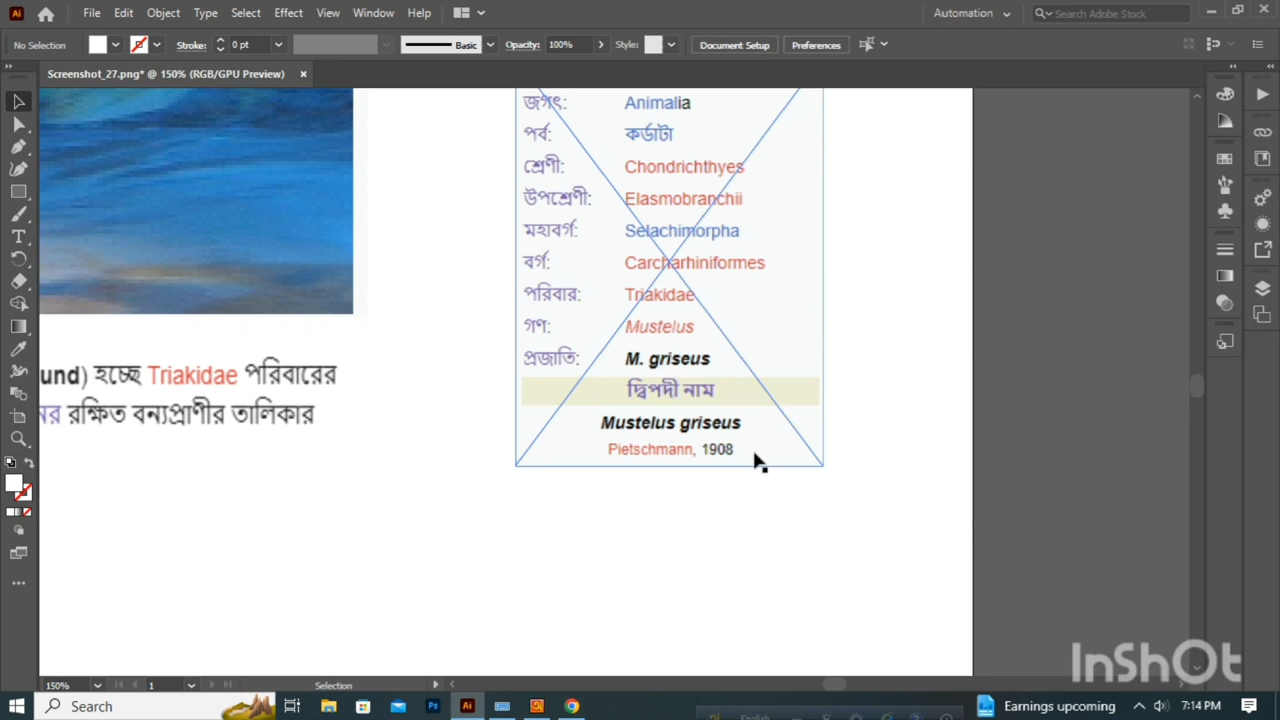 File Edit Object Type Select Effect View Window Help
Automation
Search Adobe Stock
No Selection
Stroke:
0 pt
Basic
Opacity:
100%
Style:
Document Setup
Preferences
Screenshot_27.png* @ 150% (RGB/GPU Preview)
জগৎ: Animalia
পর্ব: কর্ডাটা
শ্রেণী: Chondrichthyes
উপশ্রেণী: Elasmobranchii
মহাবর্গ: Selachimorpha
বর্গ: Carcharhiniformes
পরিবার: Triakidae
গণ: Mustelus
প্রজাতি: M. griseus
দ্বিপদী নাম
Mustelus griseus
Pietschmann, 1908
und) হচ্ছে Triakidae পরিবারের
রক্ষিত বন্যপ্রাণীর তালিকার
150%
1
Selection
InShOt
Search
Earnings upcoming
7:14 PM